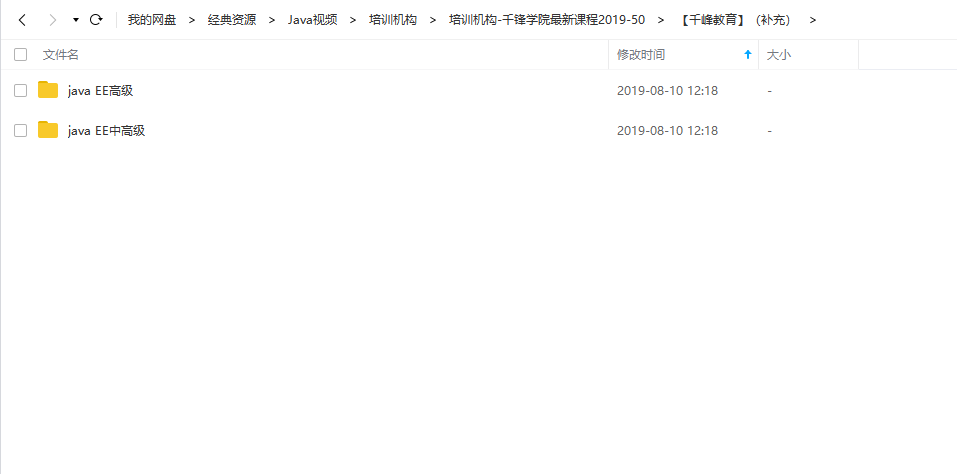 我的网盘 > 经典资源 > Java视频 > 培训机构 > 培训机构-千锋学院最新课程2019-50 > 【千峰教育】（补充） >
文件名 修改时间 大小
java EE高级 2019-08-10 12:18 -
java EE中高级 2019-08-10 12:18 -